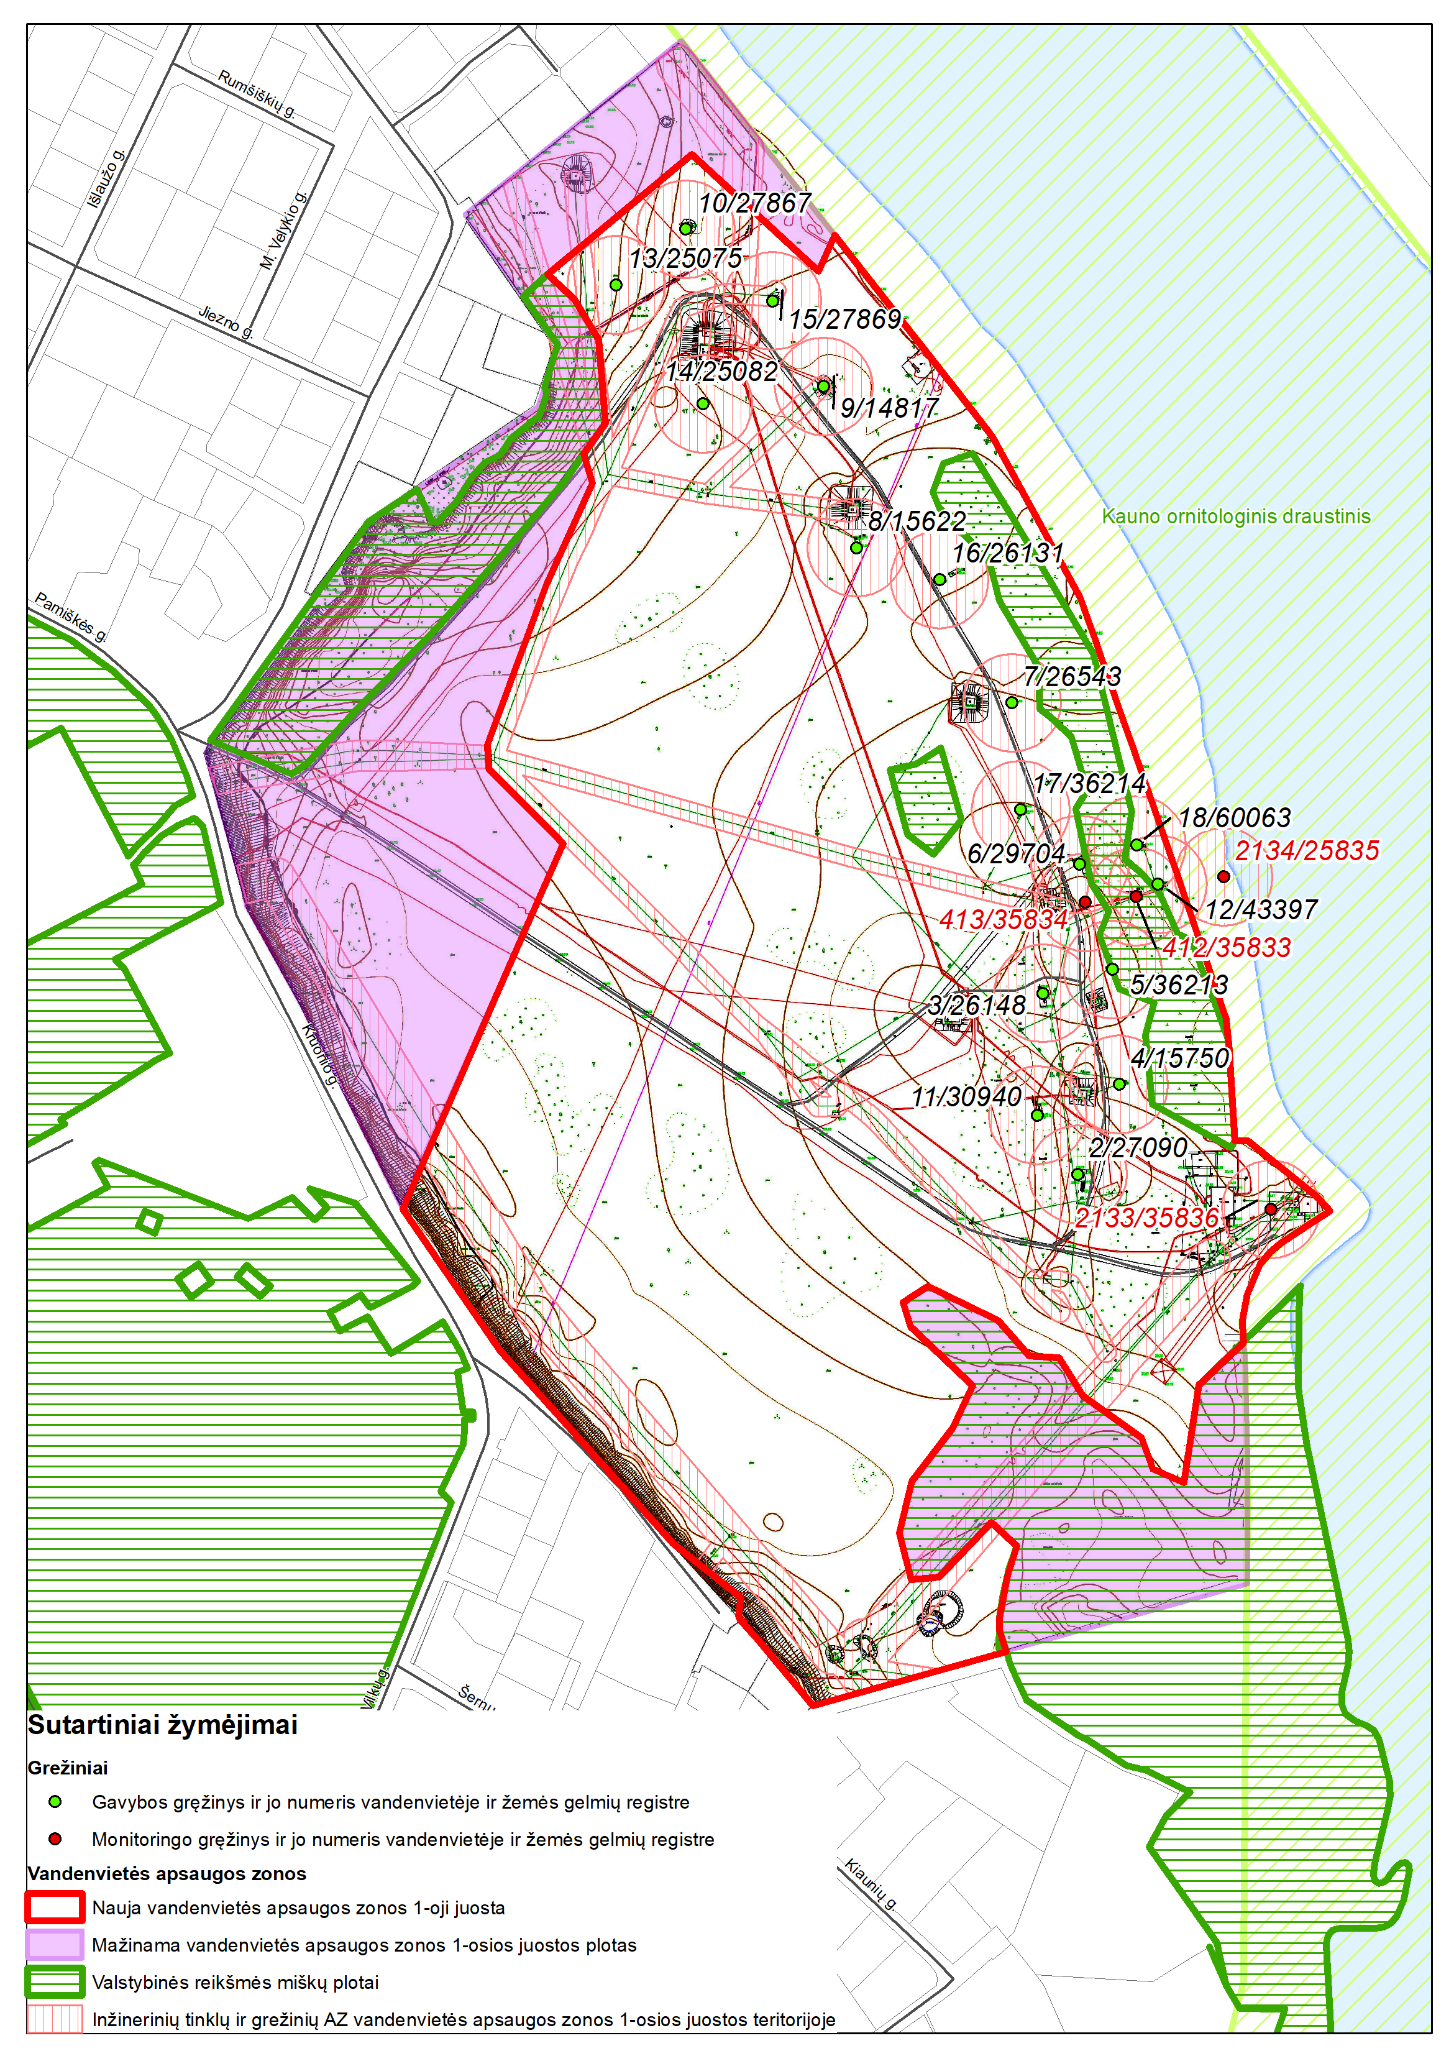 Rumšiškių g.
Išlaužo g.
M. Velykio g.
Jiezno g.
10/27867
13/25075
15/27869
14/25082
9/14817
8/15622
Kauno ornitologinis draustinis
16/26131
Pamiškės g.
7/26543
17/36214
18/60063
6/29704
2134/25835
12/43397
413/35834
412/35833
5/36213
3/26148
Kruonio g.
4/15750
11/30940
2/27090
2133/35836
Vilkų g.
Šernų
Kiaunių g.
Sutartiniai žymėjimai
Grežiniai
Gavybos gręžinys ir jo numeris vandenvietėje ir žemės gelmių registre
Monitoringo gręžinys ir jo numeris vandenvietėje ir žemės gelmių registre
Vandenvietės apsaugos zonos
Nauja vandenvietės apsaugos zonos 1-oji juosta
Mažinama vandenvietės apsaugos zonos 1-osios juostos plotas
Valstybinės reikšmės miškų plotai
Inžinerinių tinklų ir grežinių AZ vandenvietės apsaugos zonos 1-osios juostos teritorijoje